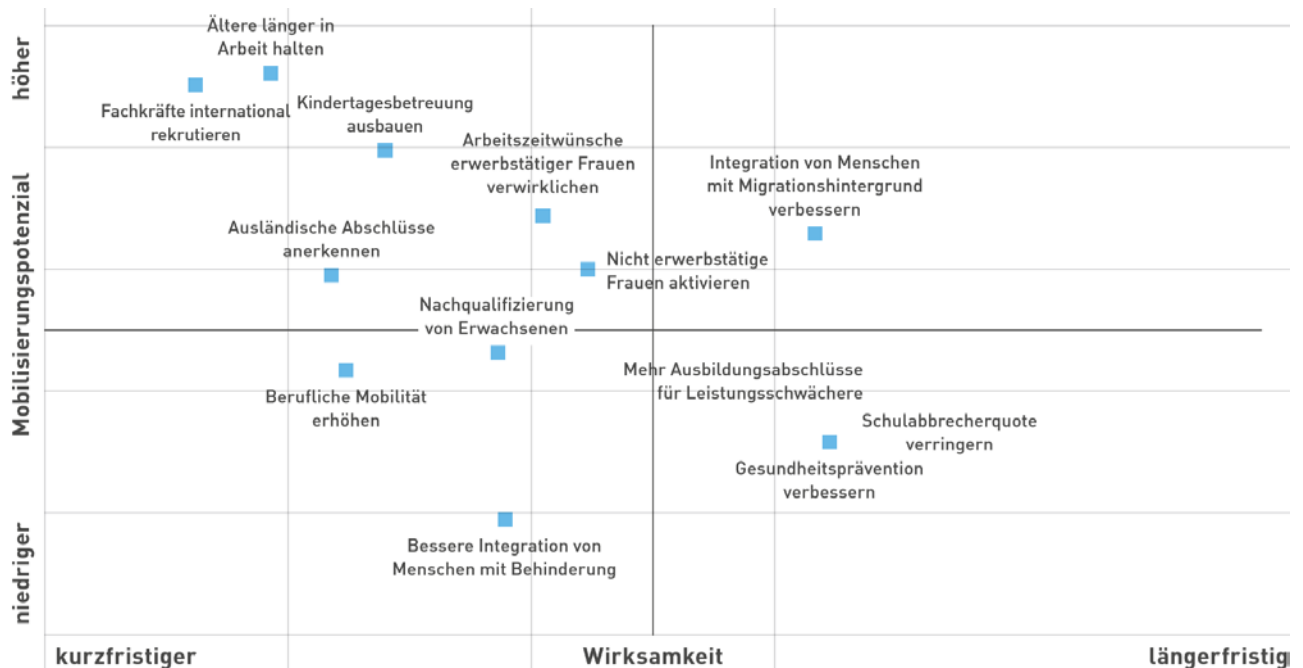 höher
Mobilisierungspotenzial
niedriger
Ältere länger in
Arbeit halten
Fachkräfte international
rekrutieren
Kindertagesbetreuung
ausbauen
Arbeitszeitwünsche
erwerbstätiger Frauen
verwirklichen
Integration von Menschen
mit Migrationshintergrund
verbessern
Ausländische Abschlüsse
anerkennen
Nicht erwerbstätige
Frauen aktivieren
Nachqualifizierung
von Erwachsenen
Berufliche Mobilität
erhöhen
Mehr Ausbildungsabschlüsse
für Leistungsschwächere
Schulabbrecherquote
verringern
Gesundheitsprävention
verbessern
Bessere Integration von
Menschen mit Behinderung
kurzfristiger
Wirksamkeit
längerfristig